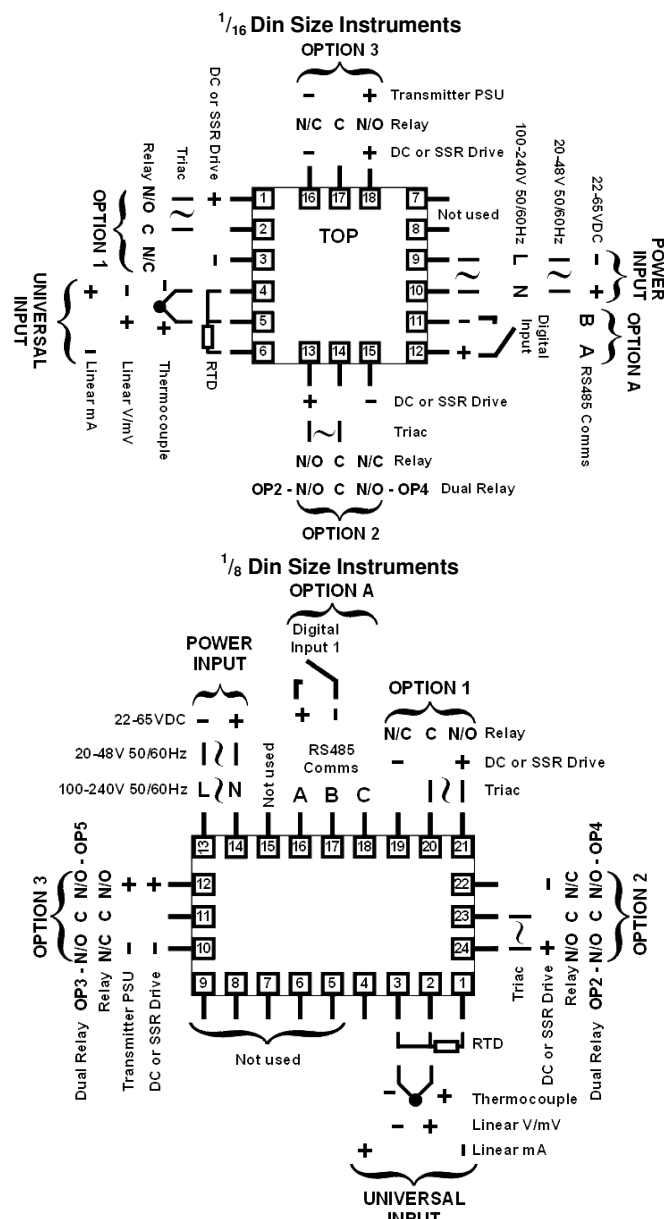 1/16 Din Size Instruments
OPTION 3
− + Transmitter PSU
N/C C N/O Relay
− + DC or SSR Drive
DC or SSR Drive
Triac
Relay N/O C N/C
OPTION 1
+ −
16 17 18
TOP
1
2
3
4
5
6
7
8
9
10
11
12
13 14 15
Not used
100-240V 50/60Hz L N
20-48V 50/60Hz
22-65VDC − +
POWER
INPUT
OPTION A
B A RS485 Comms
− +
Digital
Input
UNIVERSAL
INPUT
+ − Linear mA
− + Linear V/mV
− + Thermocouple
RTD
+ − DC or SSR Drive
Triac
N/O C N/C Relay
OP2 - N/O C N/O - OP4 Dual Relay
OPTION 2
1/8 Din Size Instruments
OPTION A
Digital
Input 1
+ −
POWER
INPUT
22-65VDC − +
20-48V 50/60Hz
100-240V 50/60Hz L N
Not used
RS485
Comms
A B C
OPTION 1
N/C C N/O Relay
− + DC or SSR Drive
Triac
13 14 15 16 17 18 19 20 21
12
11
10
22
23
24
9 8 7 6 5 4 3 2 1
OPTION 3
Dual Relay OP3 - N/O C N/O - OP5
Relay N/C C N/O
Transmitter PSU − +
DC or SSR Drive − +
Triac
DC or SSR Drive + −
Relay N/O C N/C
Dual Relay OP2 - N/O C N/O - OP4
OPTION 2
Not used
RTD
− + Thermocouple
− + Linear V/mV
+ − Linear mA
UNIVERSAL
INPUT